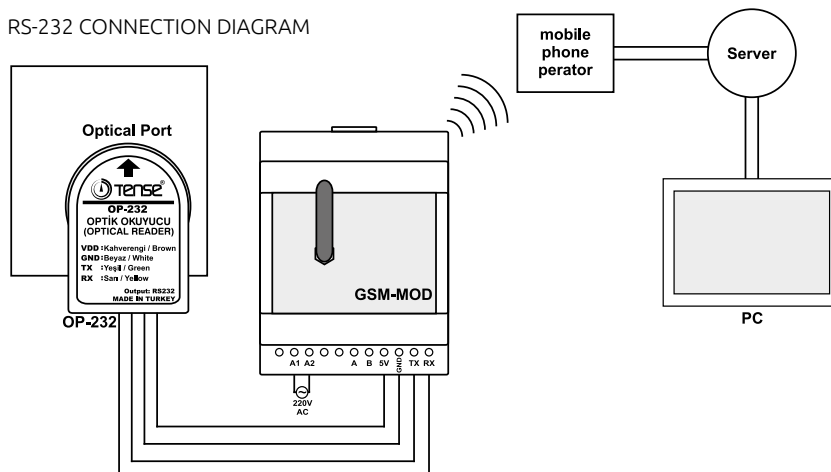 RS-232 CONNECTION DIAGRAM
mobile
phone
perator
Server
Optical Port
TENSE®
OP-232
OPTİK OKUYUCU
(OPTICAL READER)
VDD :Kahverengi / Brown
GND :Beyaz / White
TX :Yeşil / Green
RX :Sarı / Yellow
Output: RS232
MADE IN TURKEY
OP-232
GSM-MOD
PC
A1 A2 A B 5V GND TX RX
220V
AC